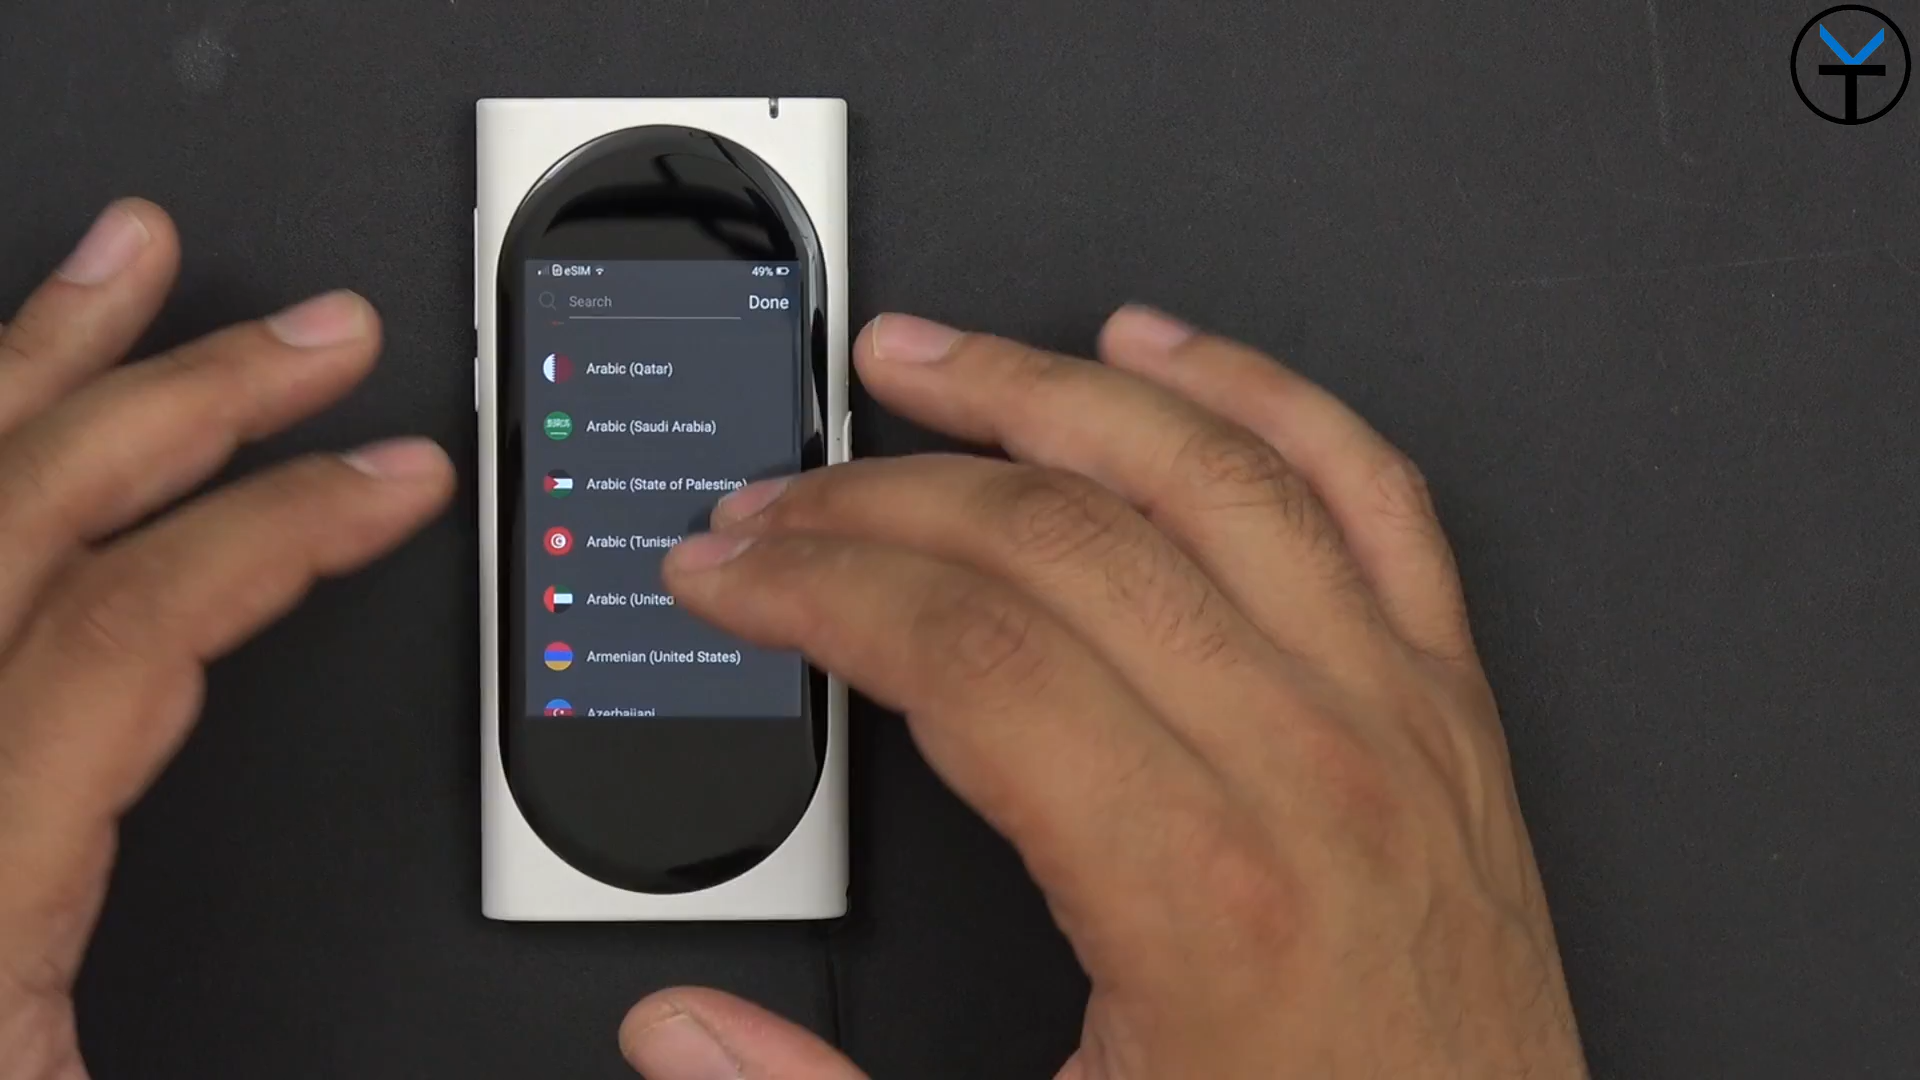 eSIM 49%
Search Done
Arabic (Qatar)
Arabic (Saudi Arabia)
Arabic (State of Palestine)
Arabic (Tunisia)
Arabic (United
Armenian (United States)
Azerbaijani